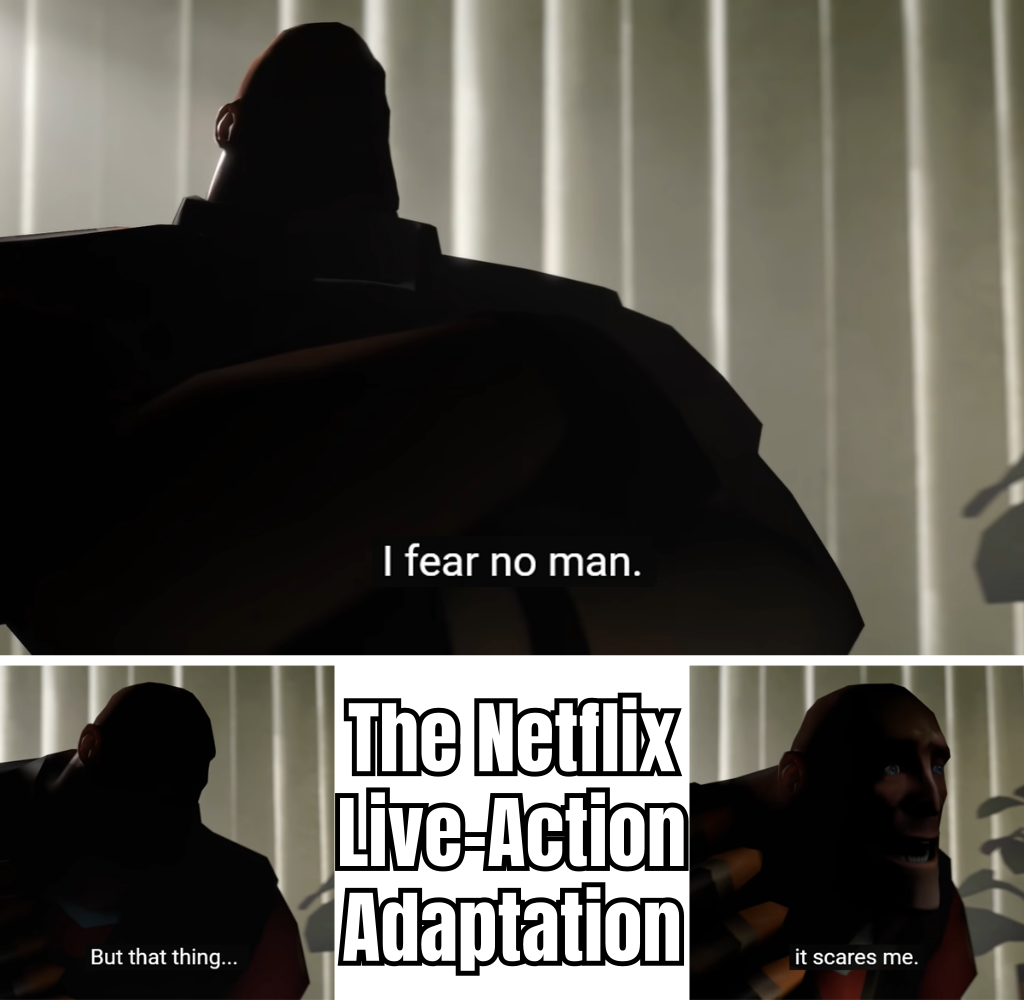 I fear no man.
The Netflix
Live-Action
Adaptation
But that thing...
it scares me.